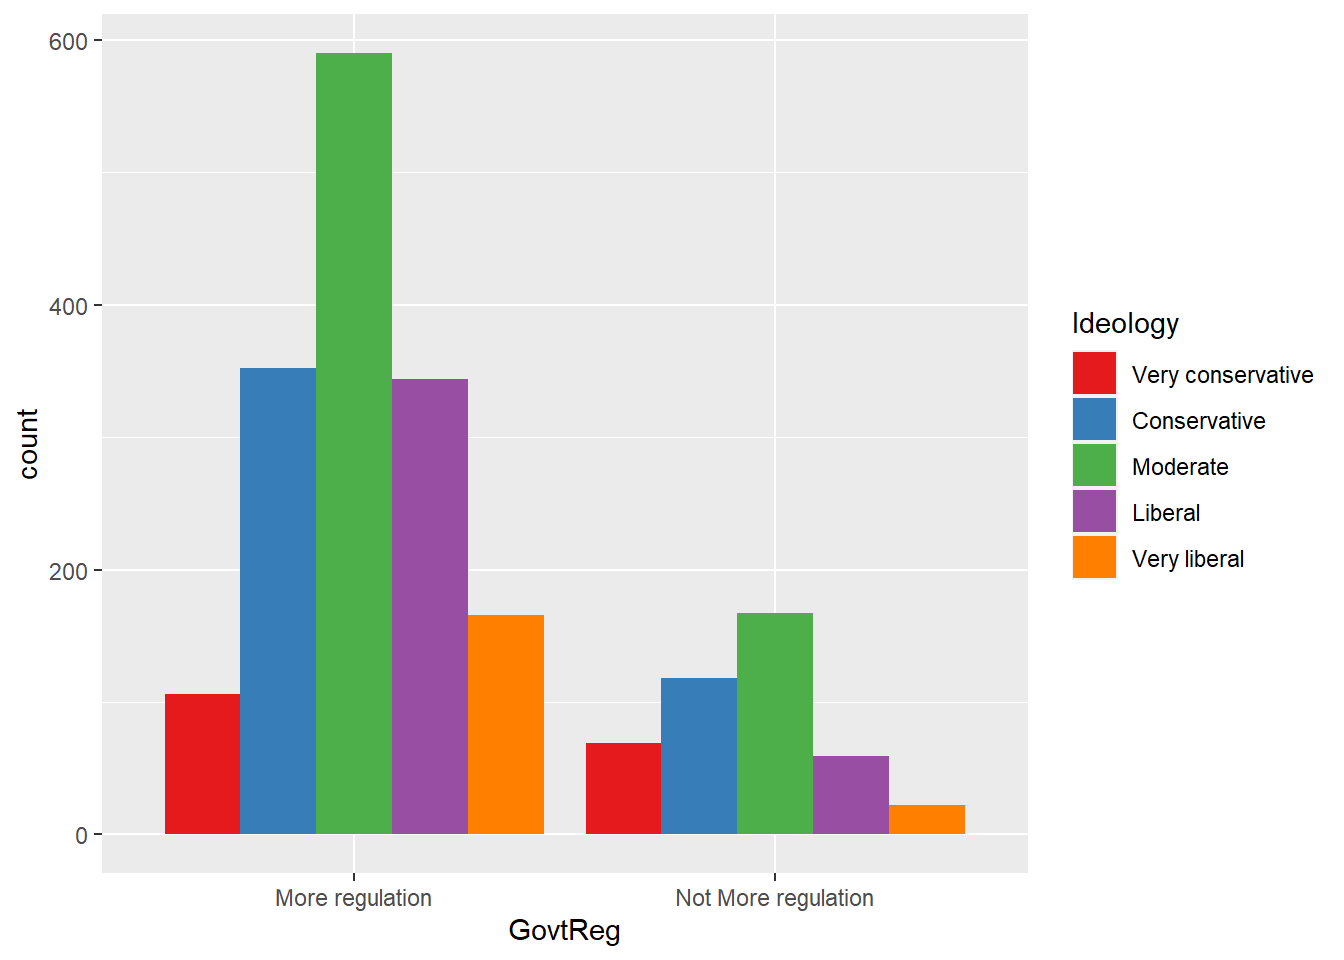 600
400
200
0
count
More regulation
Not More regulation
GovtReg
Ideology
Very conservative
Conservative
Moderate
Liberal
Very liberal